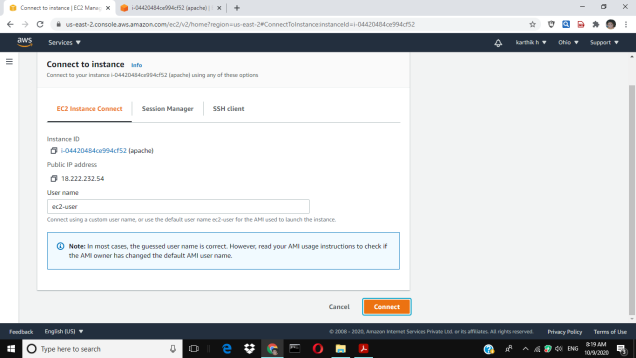 Connect to instance | EC2 Manag
i-04420484ce994cf52 (apache) |
us-east-2.console.aws.amazon.com/ec2/v2/home?region=us-east-2#ConnectToInstance:instanceId=i-04420484ce994cf52
aws
Services
karthik h
Ohio
Support
Connect to instance Info
Connect to your instance i-04420484ce994cf52 (apache) using any of these options
EC2 Instance Connect
Session Manager
SSH client
Instance ID
i-04420484ce994cf52 (apache)
Public IP address
18.222.232.54
User name
ec2-user
Connect using a custom user name, or use the default user name ec2-user for the AMI used to launch the instance.
Note: In most cases, the guessed user name is correct. However, read your AMI usage instructions to check if
the AMI owner has changed the default AMI user name.
Cancel
Connect
Feedback
English (US)
© 2008 - 2020, Amazon Internet Services Private Ltd. or its affiliates. All rights reserved.
Privacy Policy
Terms of Use
Type here to search
ENG
8:19 AM
10/9/2020